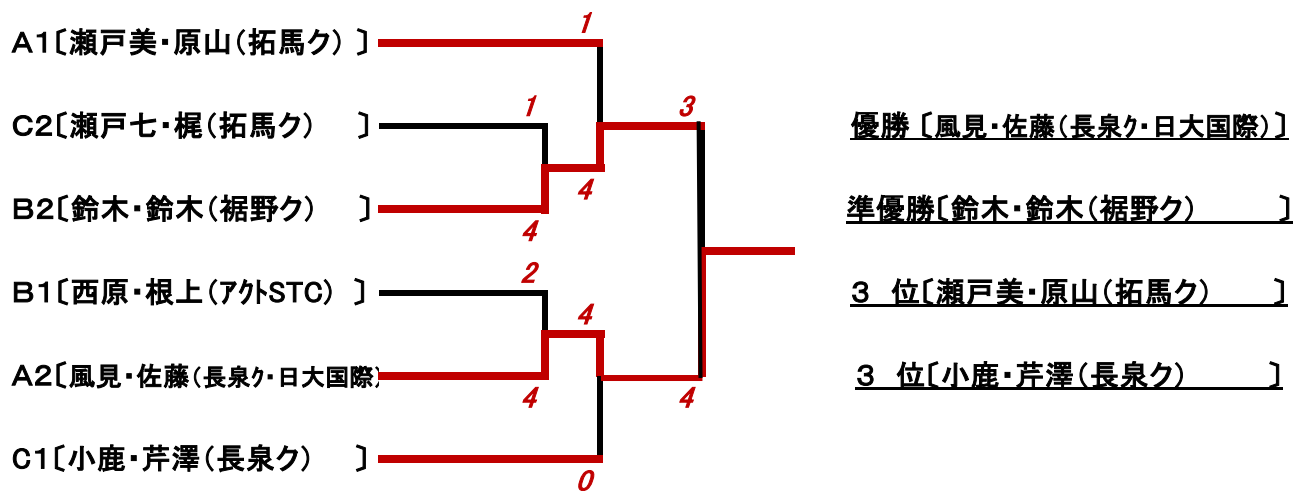 1
A1〔瀬戸美・原山(拓馬ク) 〕
C2〔瀬戸七・梶(拓馬ク) 〕
1
3
優勝 〔風見・佐藤(長泉ク・日大国際)〕
4
B2〔鈴木・鈴木(裾野ク) 〕
準優勝〔鈴木・鈴木(裾野ク) 〕
4
2
B1〔西原・根上(アクトSTC) 〕
3 位〔瀬戸美・原山(拓馬ク) 〕
4
A2〔風見・佐藤(長泉ク・日大国際)
3 位〔小鹿・芹澤(長泉ク) 〕
4
4
C1〔小鹿・芹澤(長泉ク) 〕
0